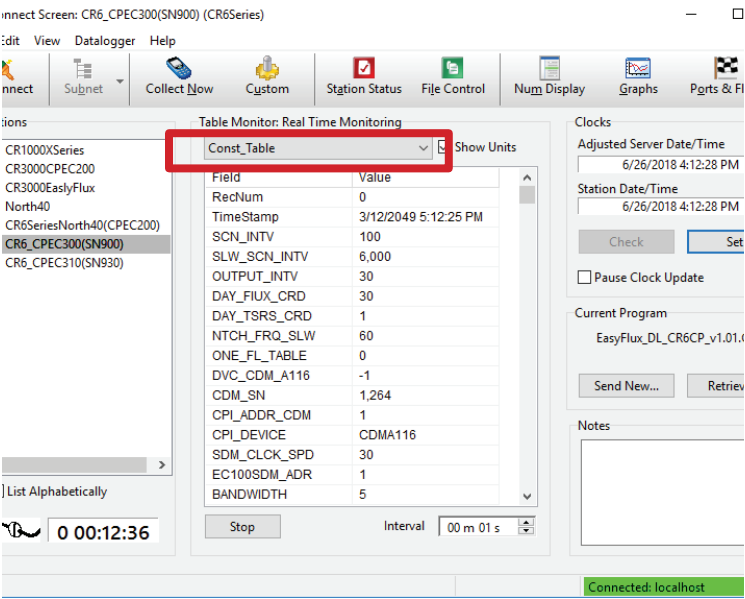 nnect Screen: CR6_CPEC300(SN900) (CR6Series)
Edit View Datalogger Help
nnect Subnet Collect Now Custom Station Status File Control Num Display Graphs Ports & Fl
tions
CR1000XSeries
CR3000CPEC200
CR3000EaslyFlux
North40
CR6SeriesNorth40(CPEC200)
CR6_CPEC300(SN900)
CR6_CPEC310(SN930)
List Alphabetically
0 00:12:36
Table Monitor: Real Time Monitoring
Const_Table Show Units
Field Value
RecNum 0
TimeStamp 3/12/2049 5:12:25 PM
SCN_INTV 100
SLW_SCN_INTV 6,000
OUTPUT_INTV 30
DAY_FlUX_CRD 30
DAY_TSRS_CRD 1
NTCH_FRQ_SLW 60
ONE_FL_TABLE 0
DVC_CDM_A116 -1
CDM_SN 1,264
CPI_ADDR_CDM 1
CPI_DEVICE CDMA116
SDM_CLCK_SPD 30
EC100SDM_ADR 1
BANDWIDTH 5
Stop Interval 00 m 01 s
Clocks
Adjusted Server Date/Time
6/26/2018 4:12:28 PM
Station Date/Time
6/26/2018 4:12:28 PM
Check Set
Pause Clock Update
Current Program
EasyFlux_DL_CR6CP_v1.01.
Send New... Retriev
Notes
Connected: localhost